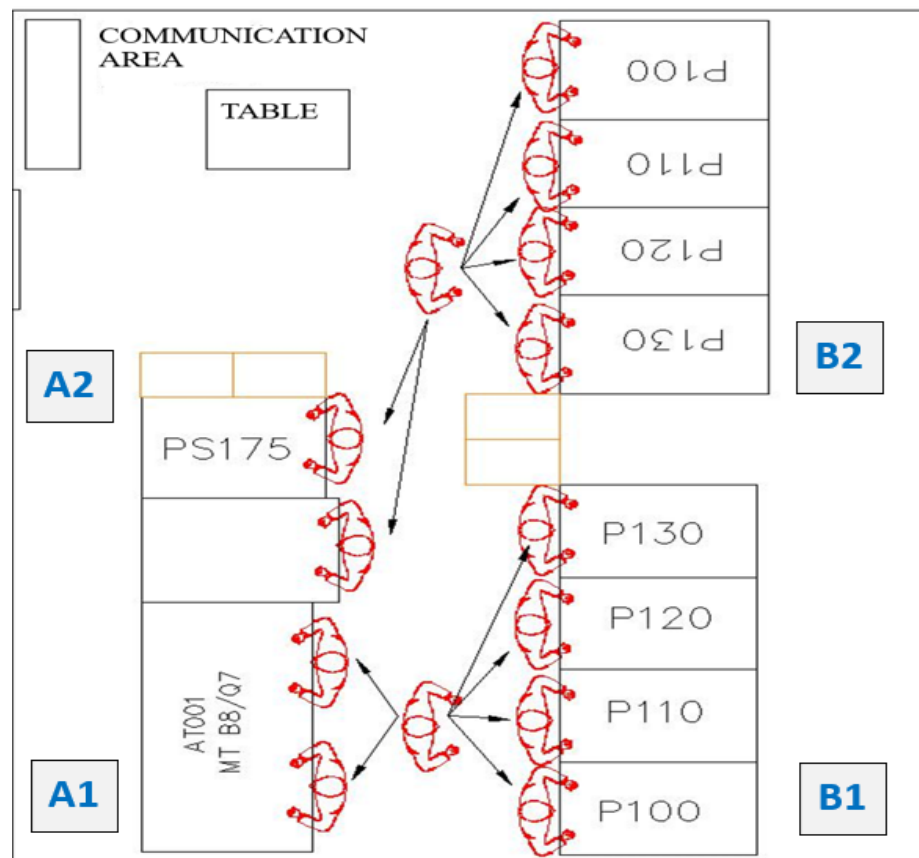 COMMUNICATION
AREA
TABLE
P100
P110
P120
P130
A2
B2
PS175
P130
P120
AT001
MT B8/Q7
P110
P100
A1
B1